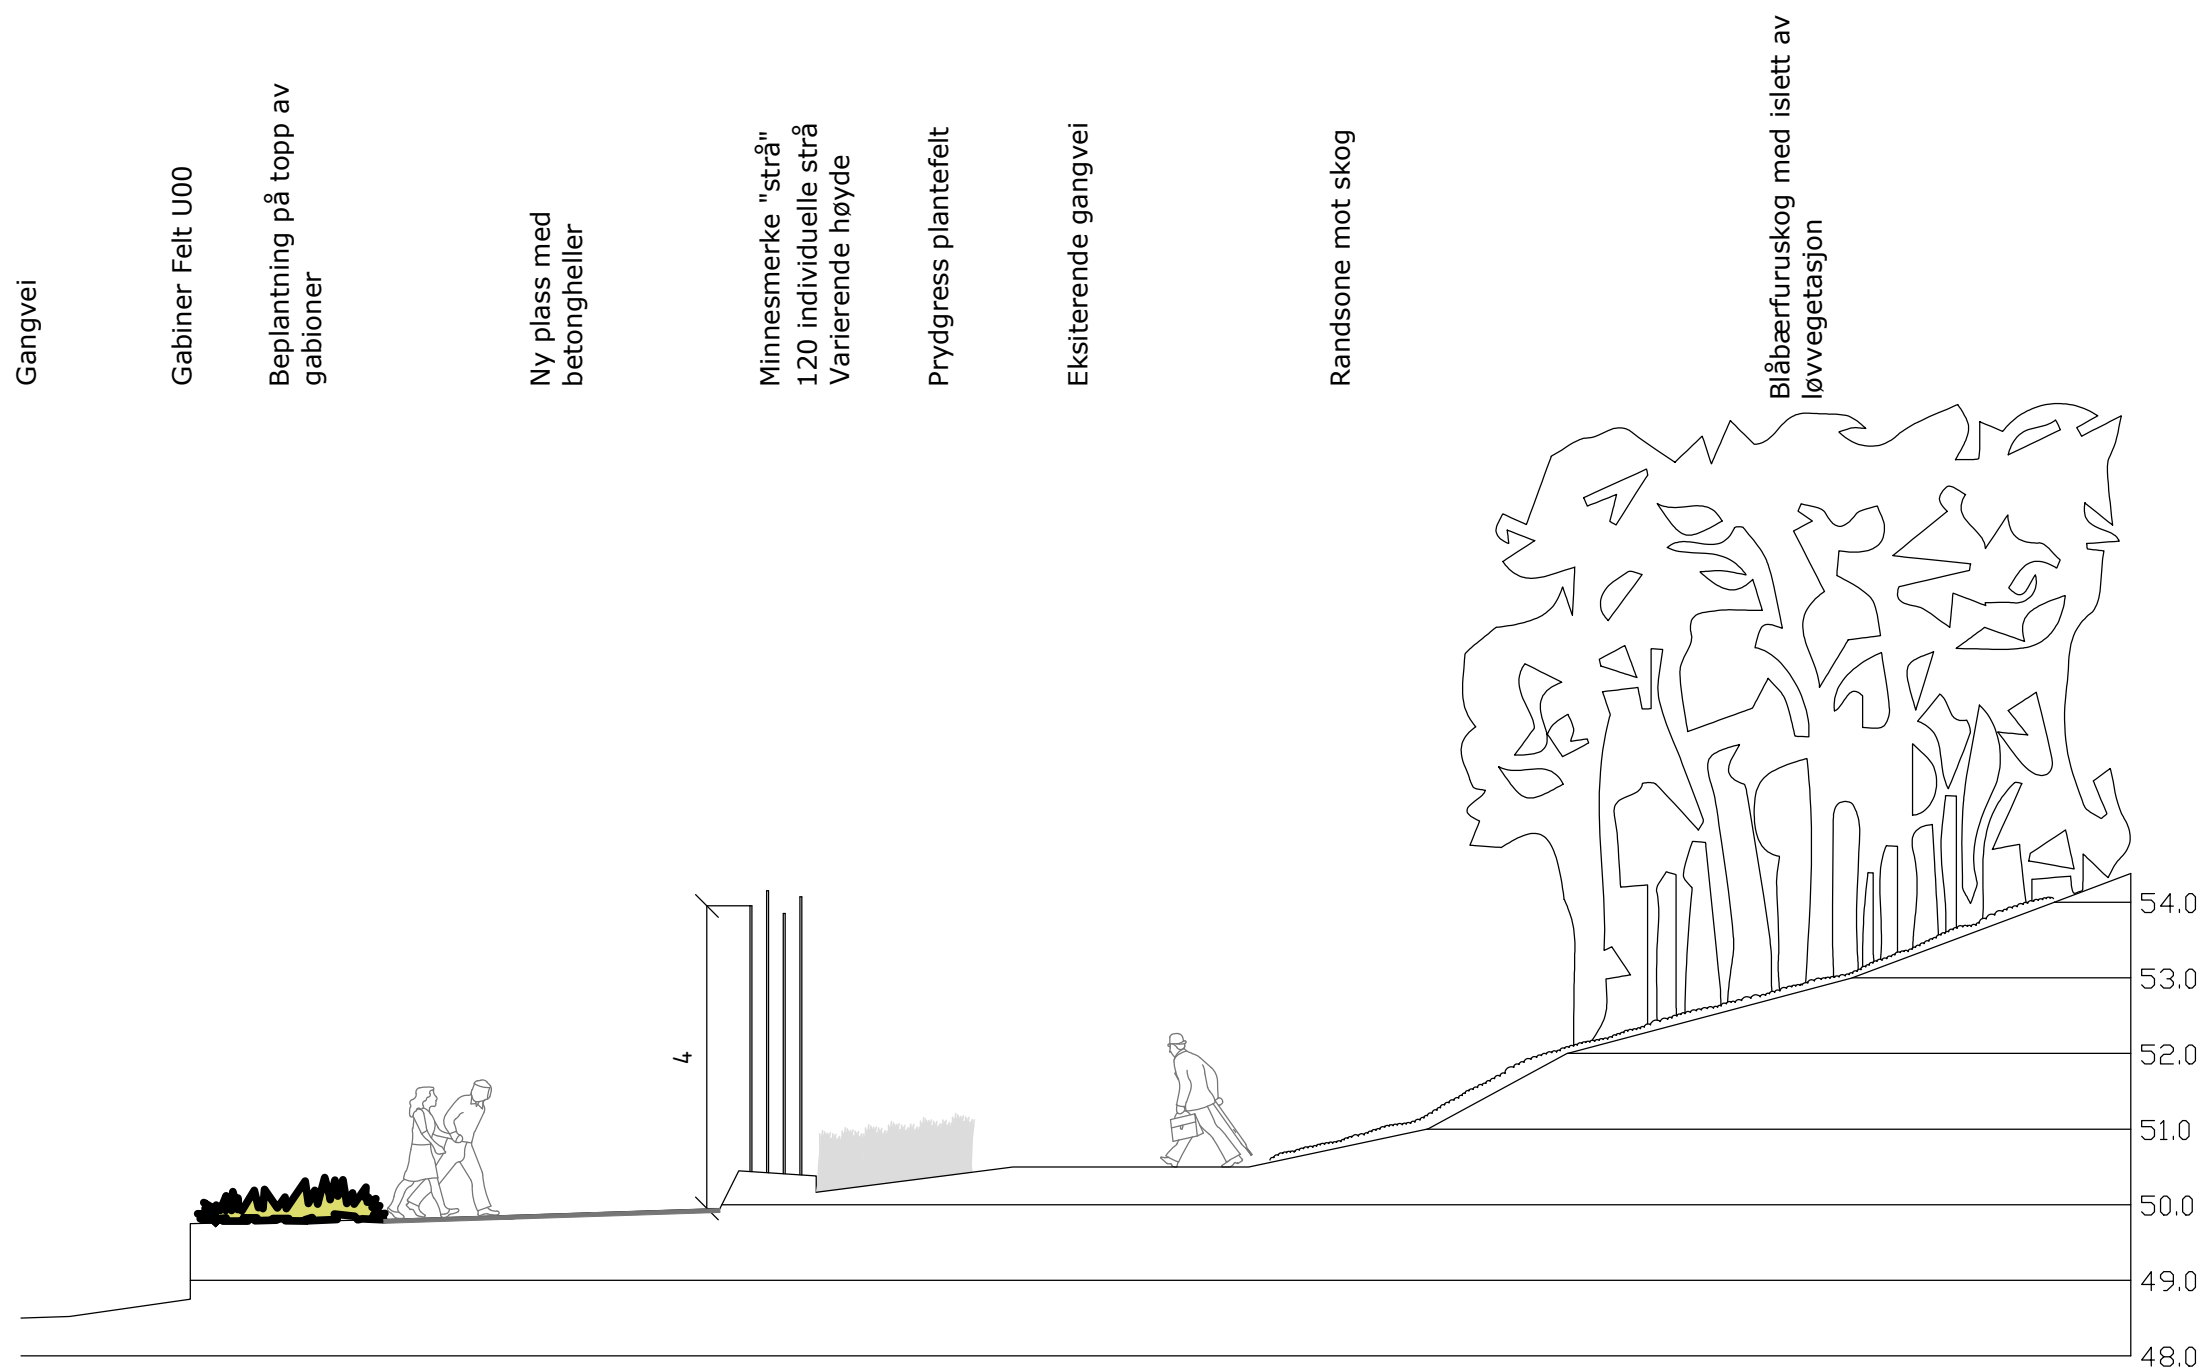 Gangvei
Gabiner Felt U00
Beplantning på topp av
gabioner
Ny plass med
betongheller
Minnesmerke "strå"
120 individuelle strå
Varierende høyde
Prydgress plantefelt
Eksisterende gangvei
Randsone mot skog
Blåbærfuruskog med islett av
løvvegetasjon
4
54.0
53.0
52.0
51.0
50.0
49.0
48.0